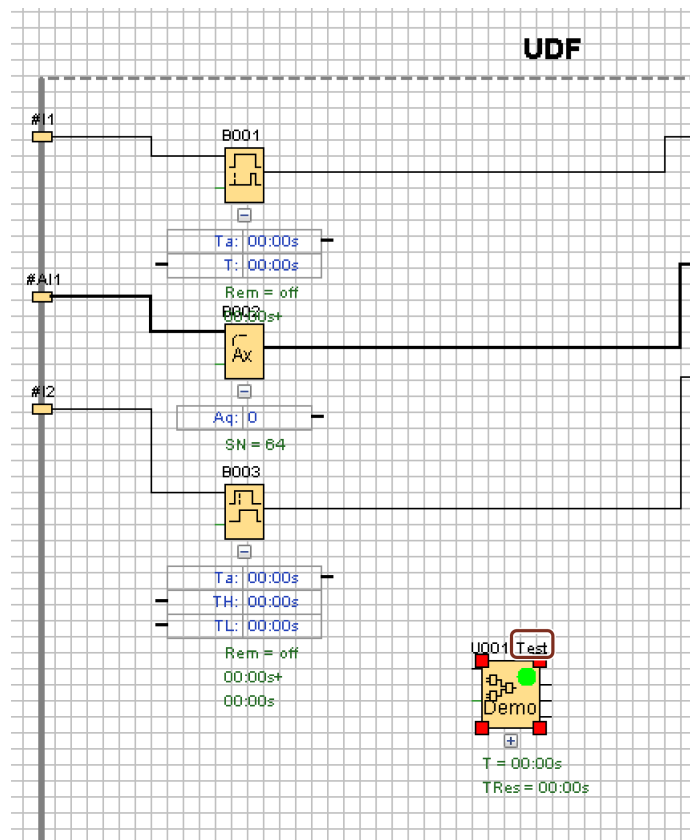 UDF
#I1
B001
Ta: 00:00s
T: 00:00s
Rem = off
00:00s+
#AI1
B002
Ax
#I2
Aq: 0
SN = 64
B003
Ta: 00:00s
TH: 00:00s
TL: 00:00s
Rem = off
00:00s+
00:00s
U001 Test
Demo
T = 00:00s
TRes = 00:00s